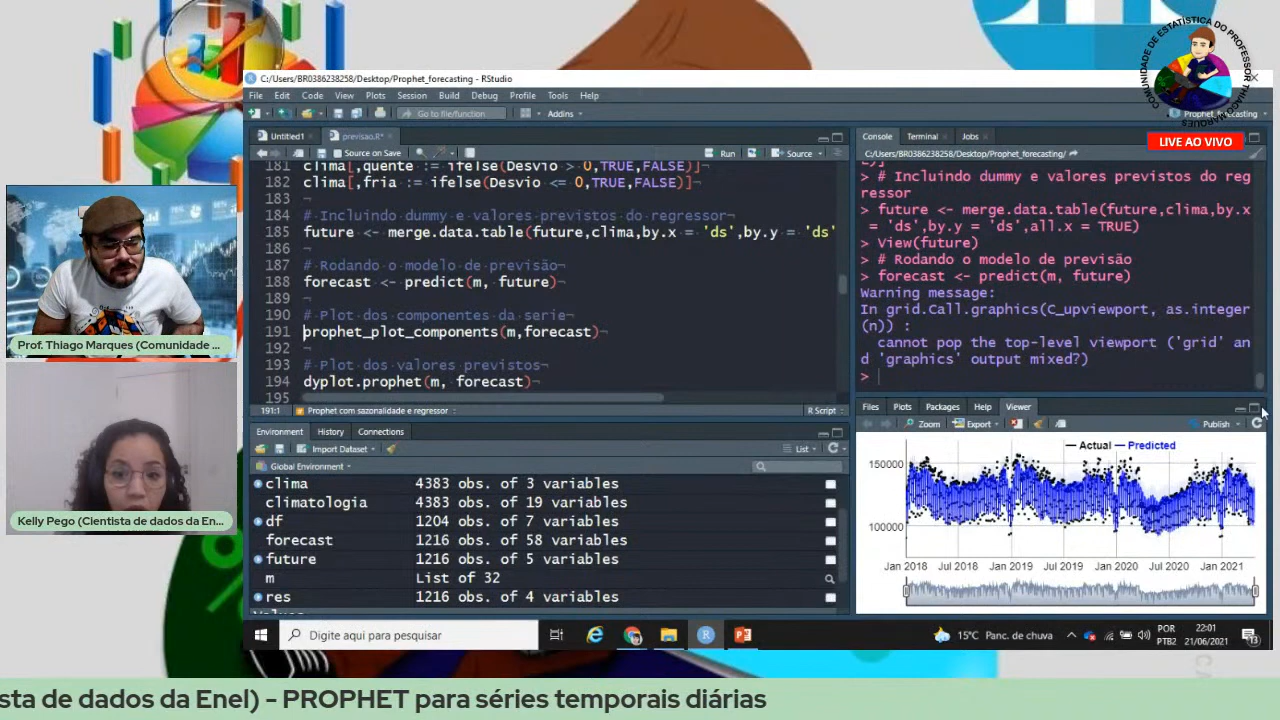 COMUNIDADE DE ESTATÍSTICA DO PROFESSOR THIAGO MARQUES
LIVE AO VIVO
C:/Users/BR0386238258/Desktop/Prophet_forecasting - RStudio
File Edit Code View Plots Session Build Debug Profile Tools Help
Go to file/function
Addins
Prophet_forecasting
Untitled1
previsao.R*
Source on Save
Run
Source
181 clima[,quente := ifelse(Desvio > 0,TRUE,FALSE)]
182 clima[,fria := ifelse(Desvio <= 0,TRUE,FALSE)]
183
184 # Incluindo dummy e valores previstos do regressor
185 future <- merge.data.table(future,clima,by.x = 'ds',by.y = 'ds'
186
187 # Rodando o modelo de previsão
188 forecast <- predict(m, future)
189
190 # Plot dos componentes da serie
191 prophet_plot_components(m,forecast)
192
193 # Plot dos valores previstos
194 dyplot.prophet(m, forecast)
195
191:1 Prophet com sazonalidade e regressor R Script
Console Terminal Jobs
C:/Users/BR0386238258/Desktop/Prophet_forecasting/
> # Incluindo dummy e valores previstos do reg
ressor
> future <- merge.data.table(future,clima,by.x
= 'ds',by.y = 'ds',all.x = TRUE)
> View(future)
> # Rodando o modelo de previsão
> forecast <- predict(m, future)
Warning message:
In grid.Call.graphics(C_upviewport, as.integer
(n)) :
cannot pop the top-level viewport ('grid' an
d 'graphics' output mixed?)
>
Environment History Connections
Import Dataset
List
Global Environment
clima 4383 obs. of 3 variables
climatologia 4383 obs. of 19 variables
df 1204 obs. of 7 variables
forecast 1216 obs. of 58 variables
future 1216 obs. of 5 variables
m List of 32
res 1216 obs. of 4 variables
Values
Files Plots Packages Help Viewer
Zoom Export Publish
Actual Predicted
150000
100000
Jan 2018 Jul 2018 Jan 2019 Jul 2019 Jan 2020 Jul 2020 Jan 2021
Prof. Thiago Marques (Comunidade ...
Kelly Pego (Cientista de dados da En...
Digite aqui para pesquisar
15°C Panc. de chuva
POR
PTB2
22:01
21/06/2021
13
sta de dados da Enel) - PROPHET para séries temporais diárias